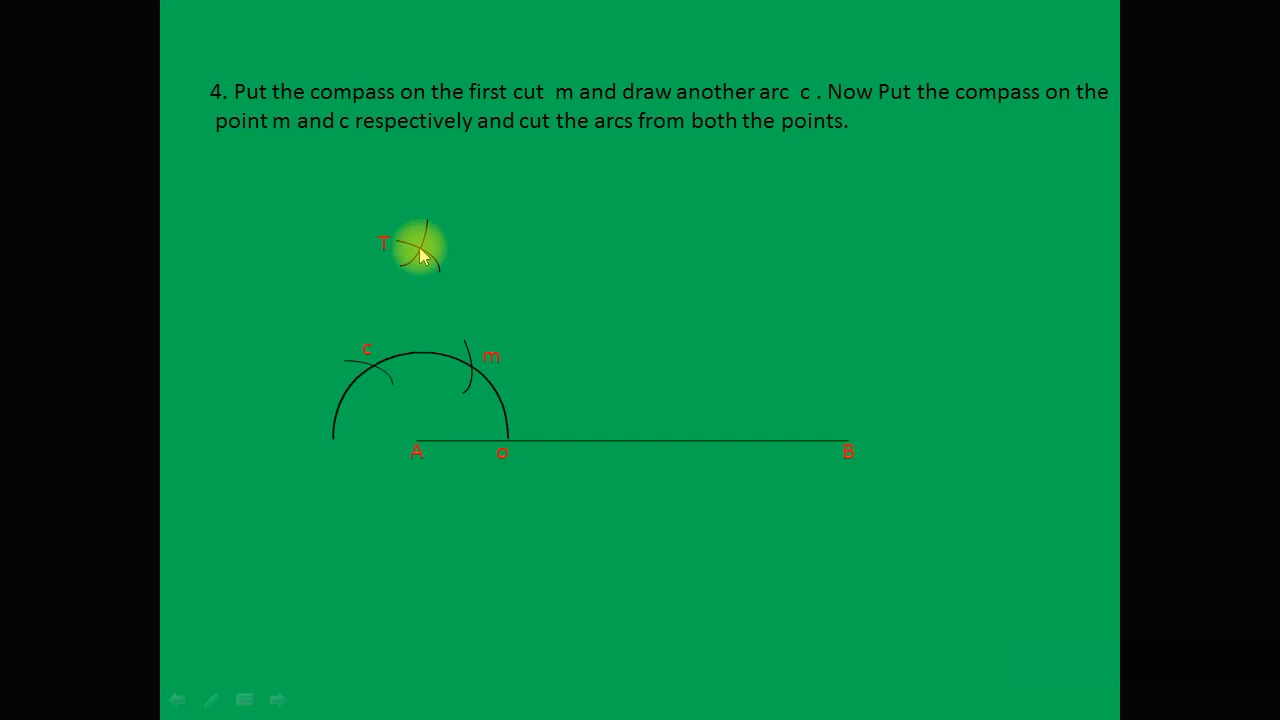 4. Put the compass on the first cut m and draw another arc c . Now Put the compass on the
point m and c respectively and cut the arcs from both the points.
T
c
m
A
o
B